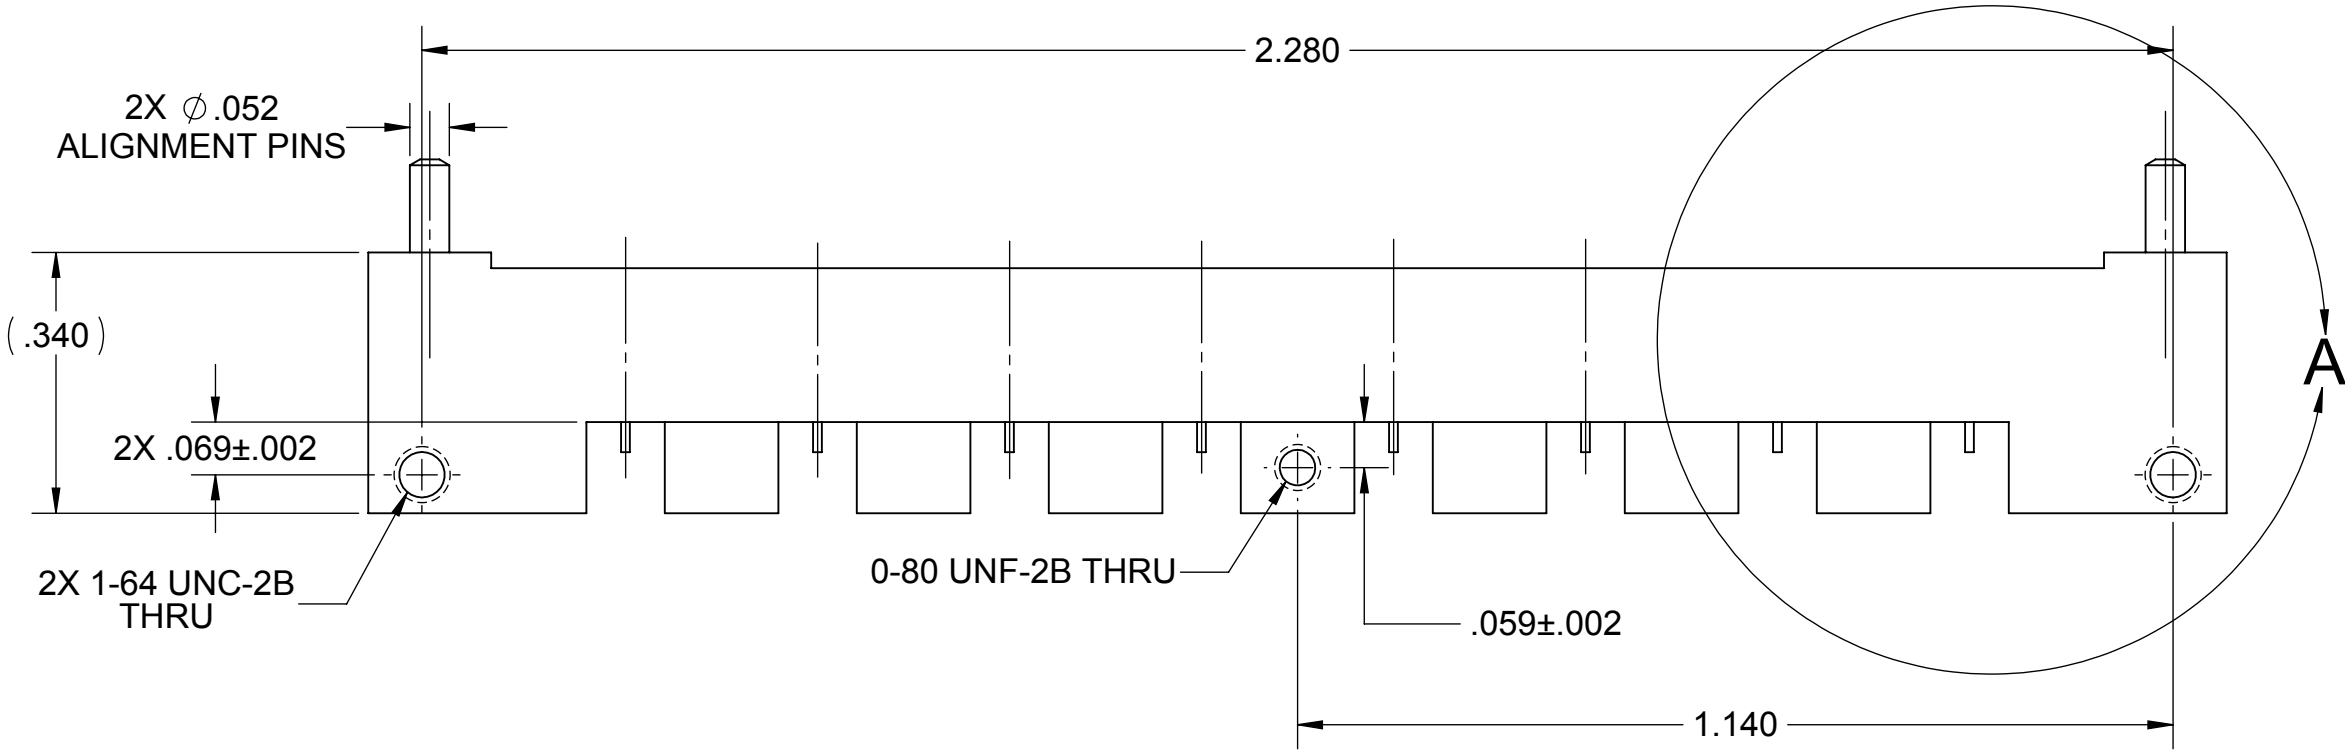 2.280
2X ∅.052
ALIGNMENT PINS
(.340)
A
2X .069±.002
2X 1-64 UNC-2B
THRU
0-80 UNF-2B THRU
.059±.002
1.140